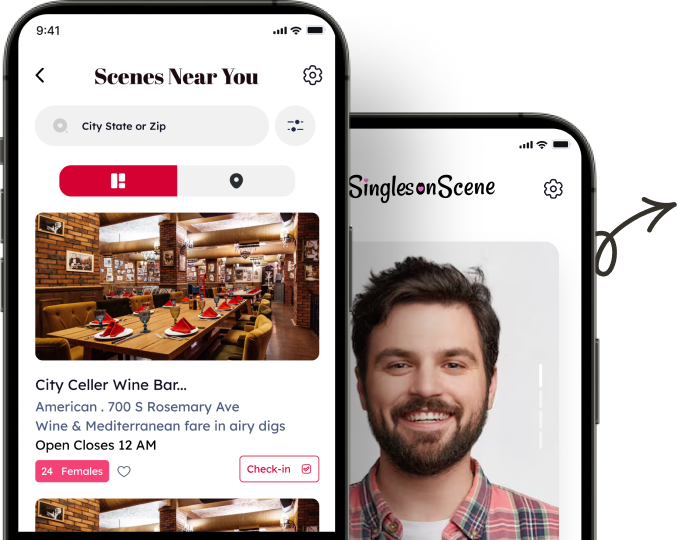 9:41
Scenes Near You
City State or Zip
City Celler Wine Bar...
American . 700 S Rosemary Ave
Wine & Mediterranean fare in airy digs
Open Closes 12 AM
24 Females
Check-in
SinglesonScene